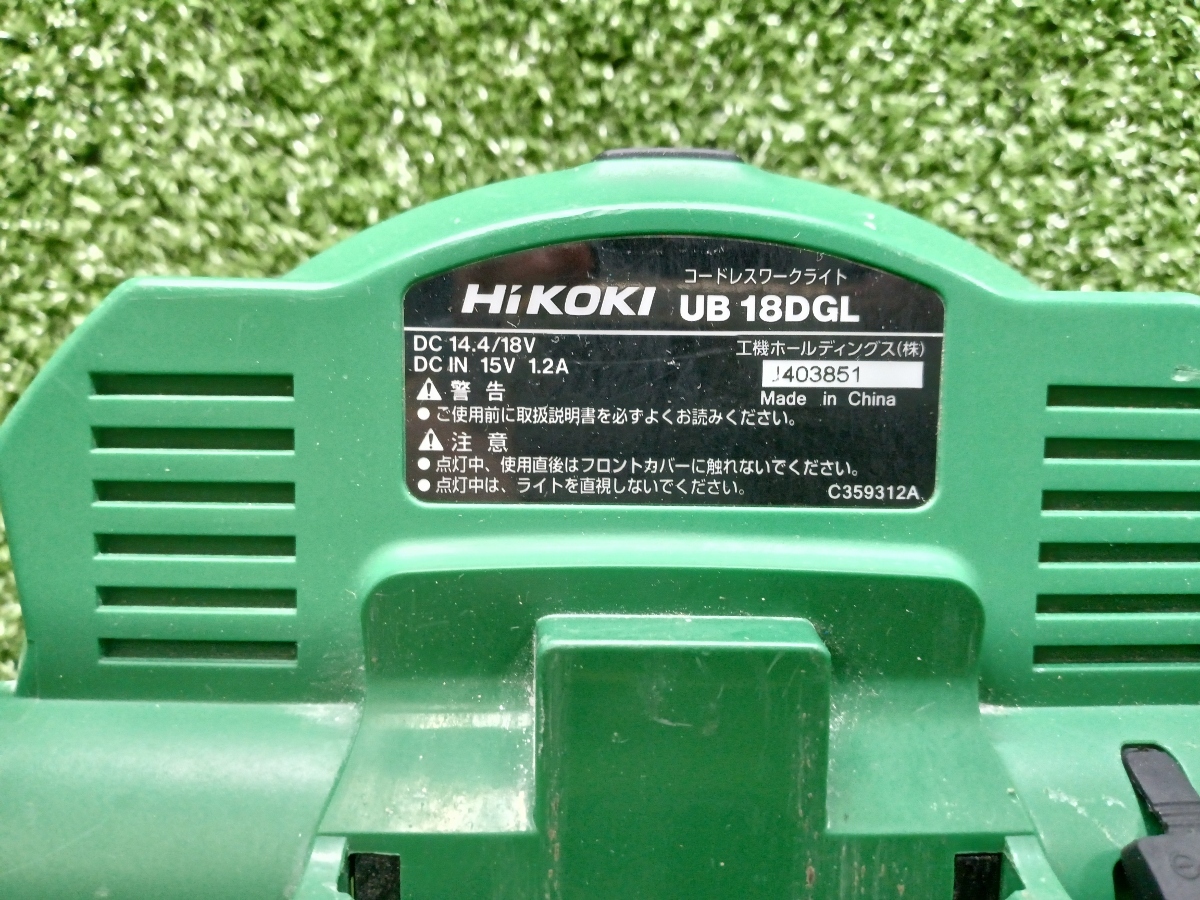 コードレスワークライト
HiKOKI UB 18DGL
DC 14.4/18V
工機ホールディングス(株)
DC IN 15V 1.2A
J403851
Made in China
警告
● ご使用前に取扱説明書を必ずよくお読みください。
注意
● 点灯中、使用直後はフロントカバーに触れないでください。
● 点灯中は、ライトを直視しないでください。
C359312A